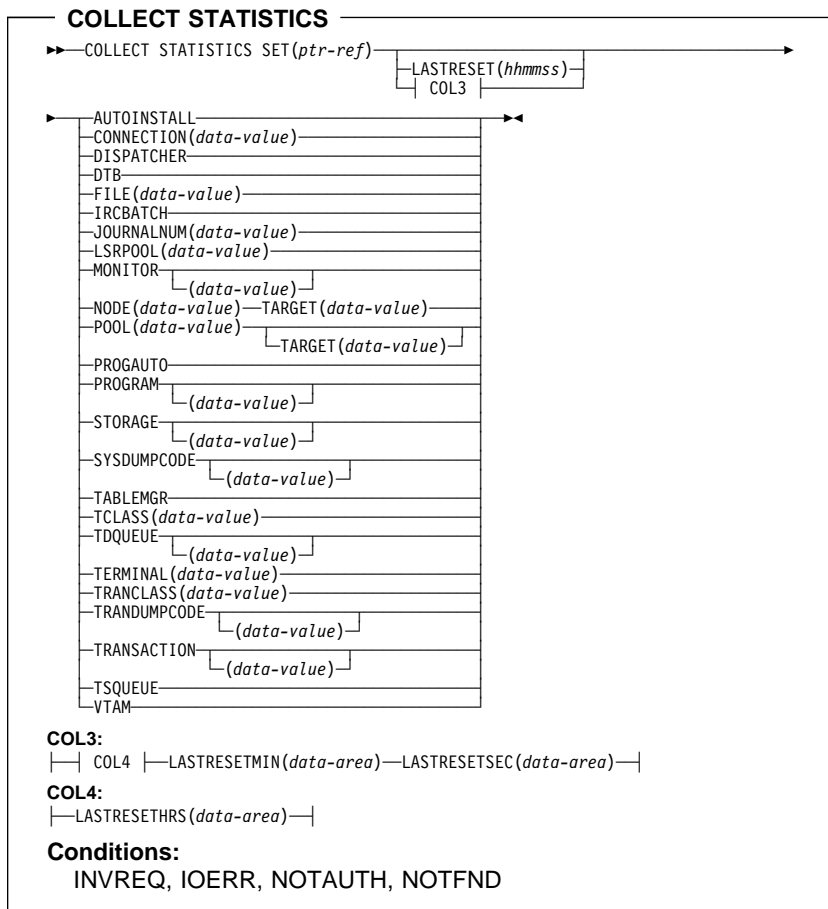 COLLECT STATISTICS
COLLECT STATISTICS SET(ptr-ref)
LASTRESET(hhmmss)
COL3
AUTOINSTALL
CONNECTION(data-value)
DISPATCHER
DTB
FILE(data-value)
IRCBATCH
JOURNALNUM(data-value)
LSRPOOL(data-value)
MONITOR
(data-value)
NODE(data-value) TARGET(data-value)
POOL(data-value)
TARGET(data-value)
PROGAUTO
PROGRAM
(data-value)
STORAGE
(data-value)
SYSDUMPCODE
(data-value)
TABLEMGR
TCLASS(data-value)
TDQUEUE
(data-value)
TERMINAL(data-value)
TRANCLASS(data-value)
TRANDUMPCODE
(data-value)
TRANSACTION
(data-value)
TSQUEUE
VTAM
COL3:
COL4 LASTRESETMIN(data-area) LASTRESETSEC(data-area)
COL4:
LASTRESETHRS(data-area)
Conditions:
INVREQ, IOERR, NOTAUTH, NOTFND